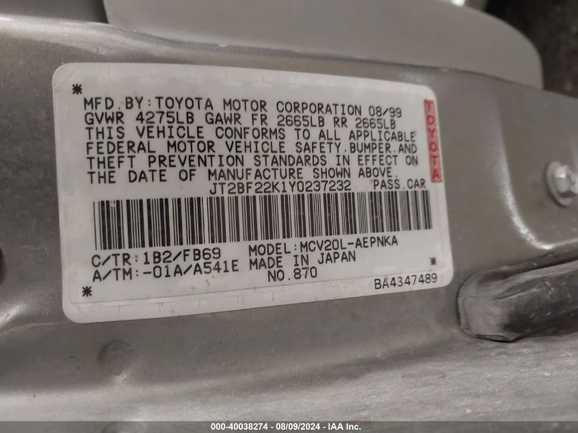 MFD. BY: TOYOTA MOTOR CORPORATION 08/99
GVWR 4275LB GAWR FR 2665LB RR 2665LB
THIS VEHICLE CONFORMS TO ALL APPLICABLE
FEDERAL MOTOR VEHICLE SAFETY.BUMPER.AND
THEFT PREVENTION STANDARDS IN EFFECT ON
THE DATE OF MANUFACTURE SHOWN ABOVE.
JT2BF22K1Y0237232 PASS.CAR
TOYOTA
C/TR:1B2/FB69 MODEL:MCV20L-AEPNKA
A/TM:-01A/A541E MADE IN JAPAN
NO.870
BA4347489
000-40038274 - 08/09/2024 - IAA Inc.